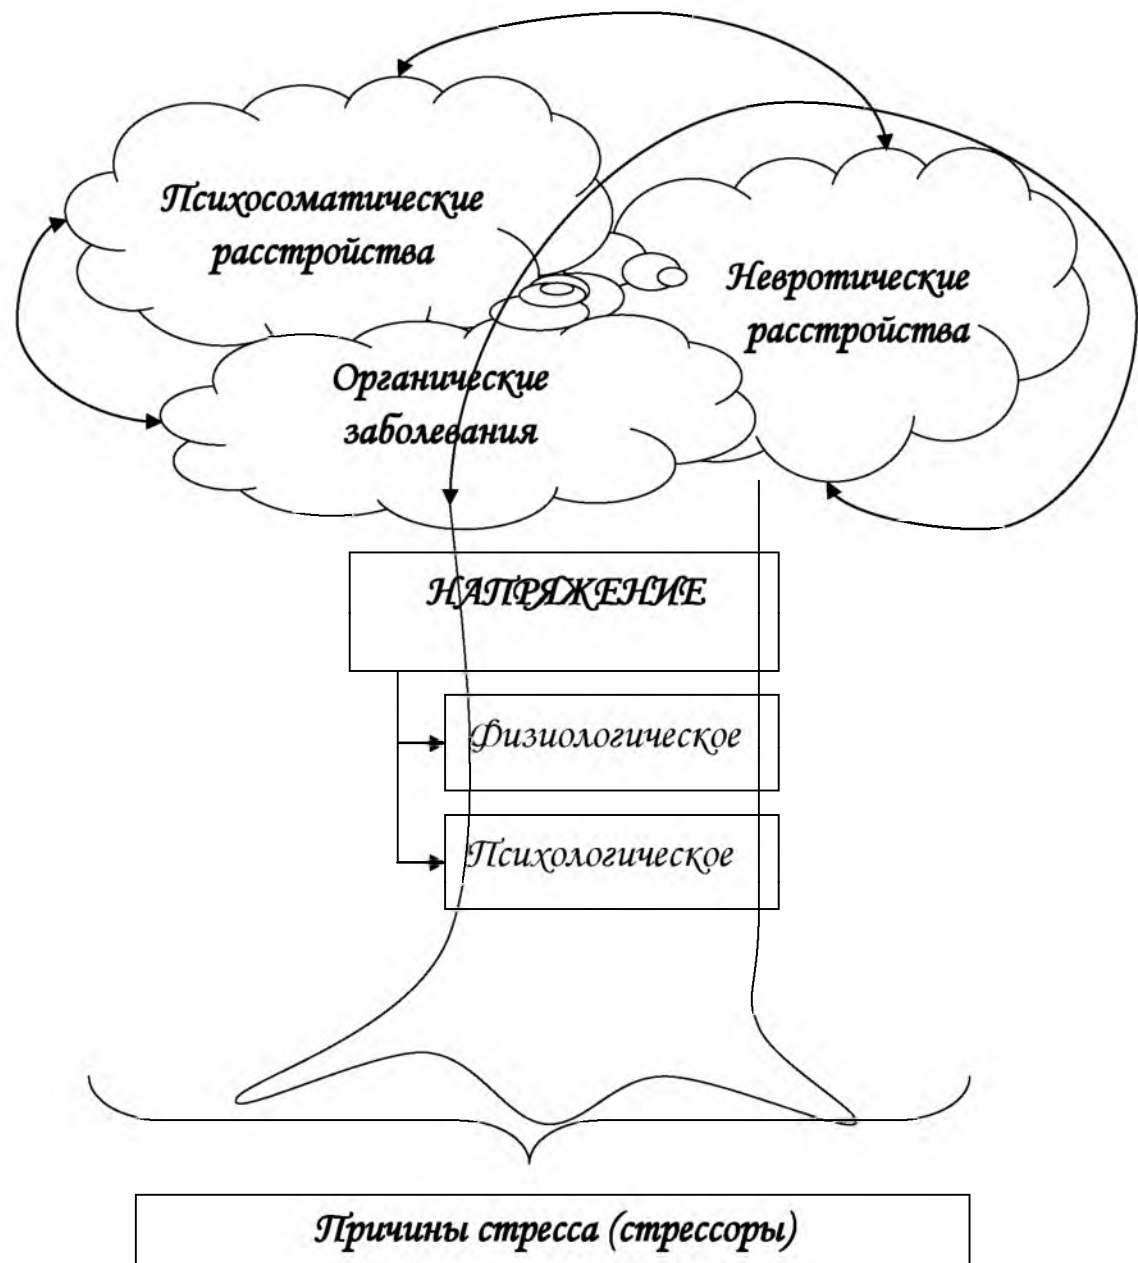 Психосоматические
расстройства
Невротические
расстройства
Органические
заболевания
НАПРЯЖЕНИЕ
Физиологическое
Психологическое
Причины стресса (стрессоры)